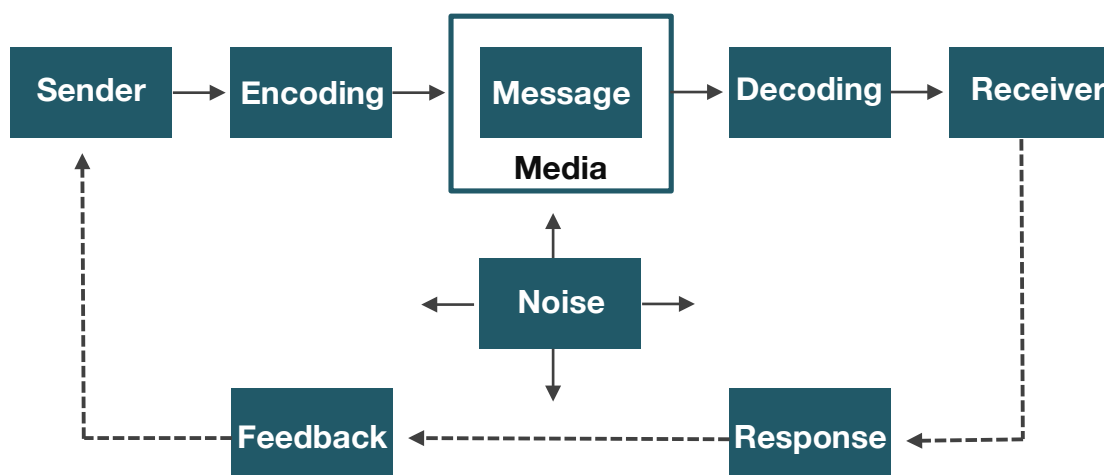 Sender
Encoding
Message
Media
Decoding
Receiver
Noise
Feedback
Response